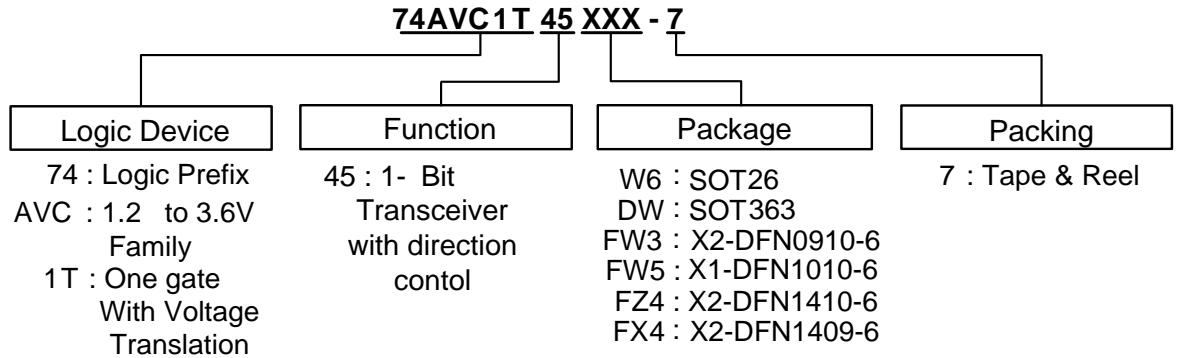 74AVC1T 45 XXX - 7
Logic Device
74 : Logic Prefix
AVC : 1.2 to 3.6V
Family
1T : One gate
With Voltage
Translation
Function
45 : 1- Bit
Transceiver
with direction
contol
Package
W6 : SOT26
DW : SOT363
FW3 : X2-DFN0910-6
FW5 : X1-DFN1010-6
FZ4 : X2-DFN1410-6
FX4 : X2-DFN1409-6
Packing
7 : Tape & Reel